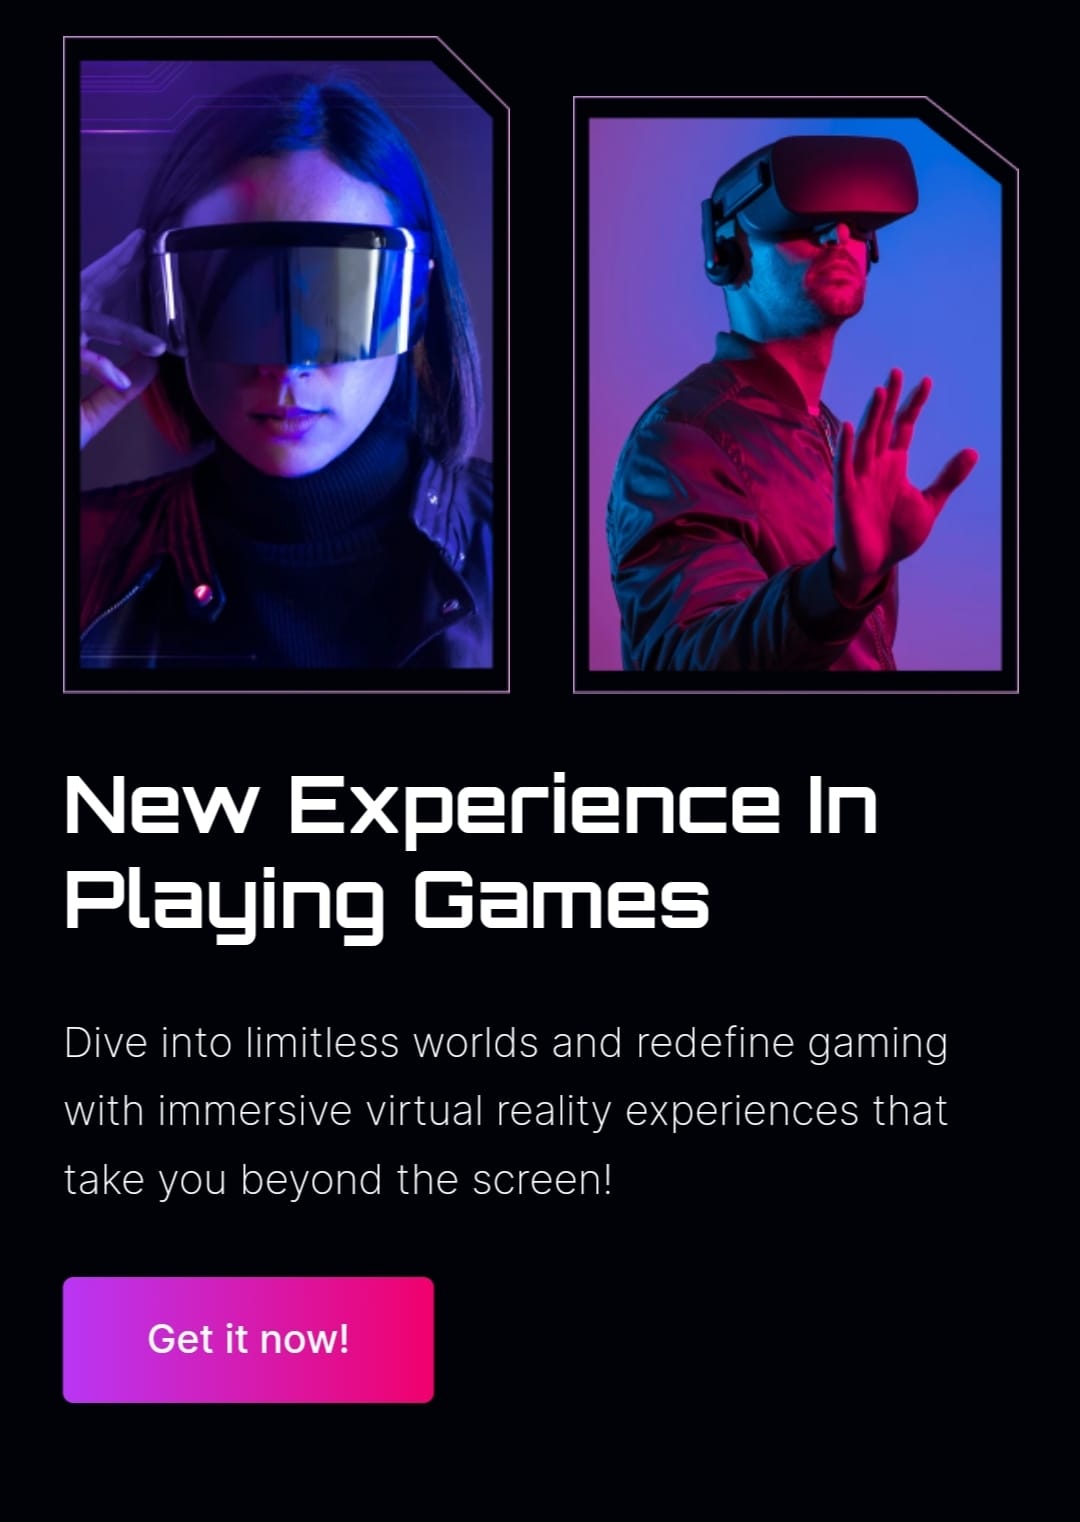 New Experience In
Playing Games
Dive into limitless worlds and redefine gaming
with immersive virtual reality experiences that
take you beyond the screen!
Get it now!